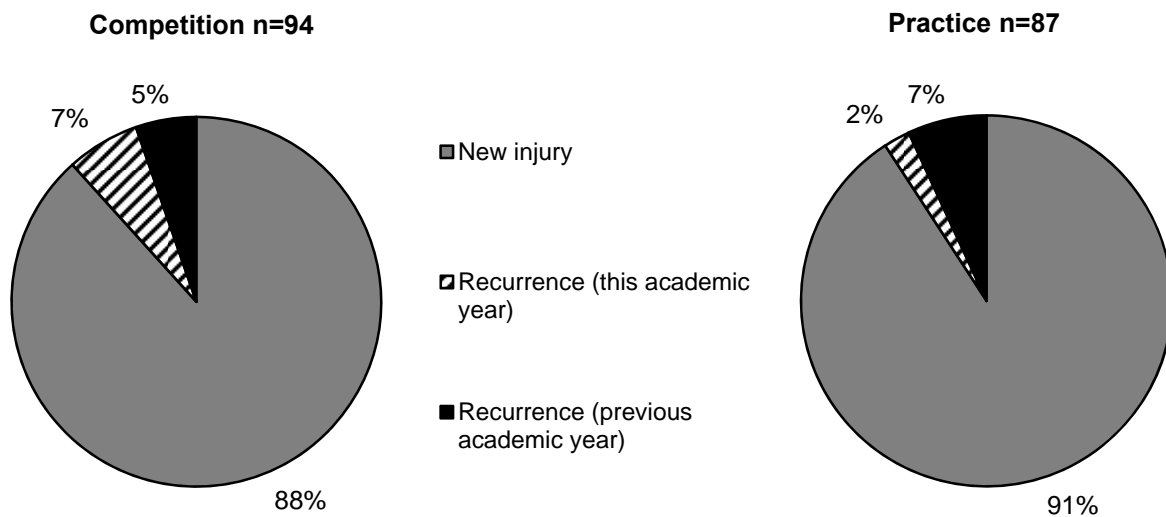 Competition n=94
Practice n=87
5%
7%
7%
2%
New injury
Recurrence (this academic
year)
Recurrence (previous
academic year)
88%
91%